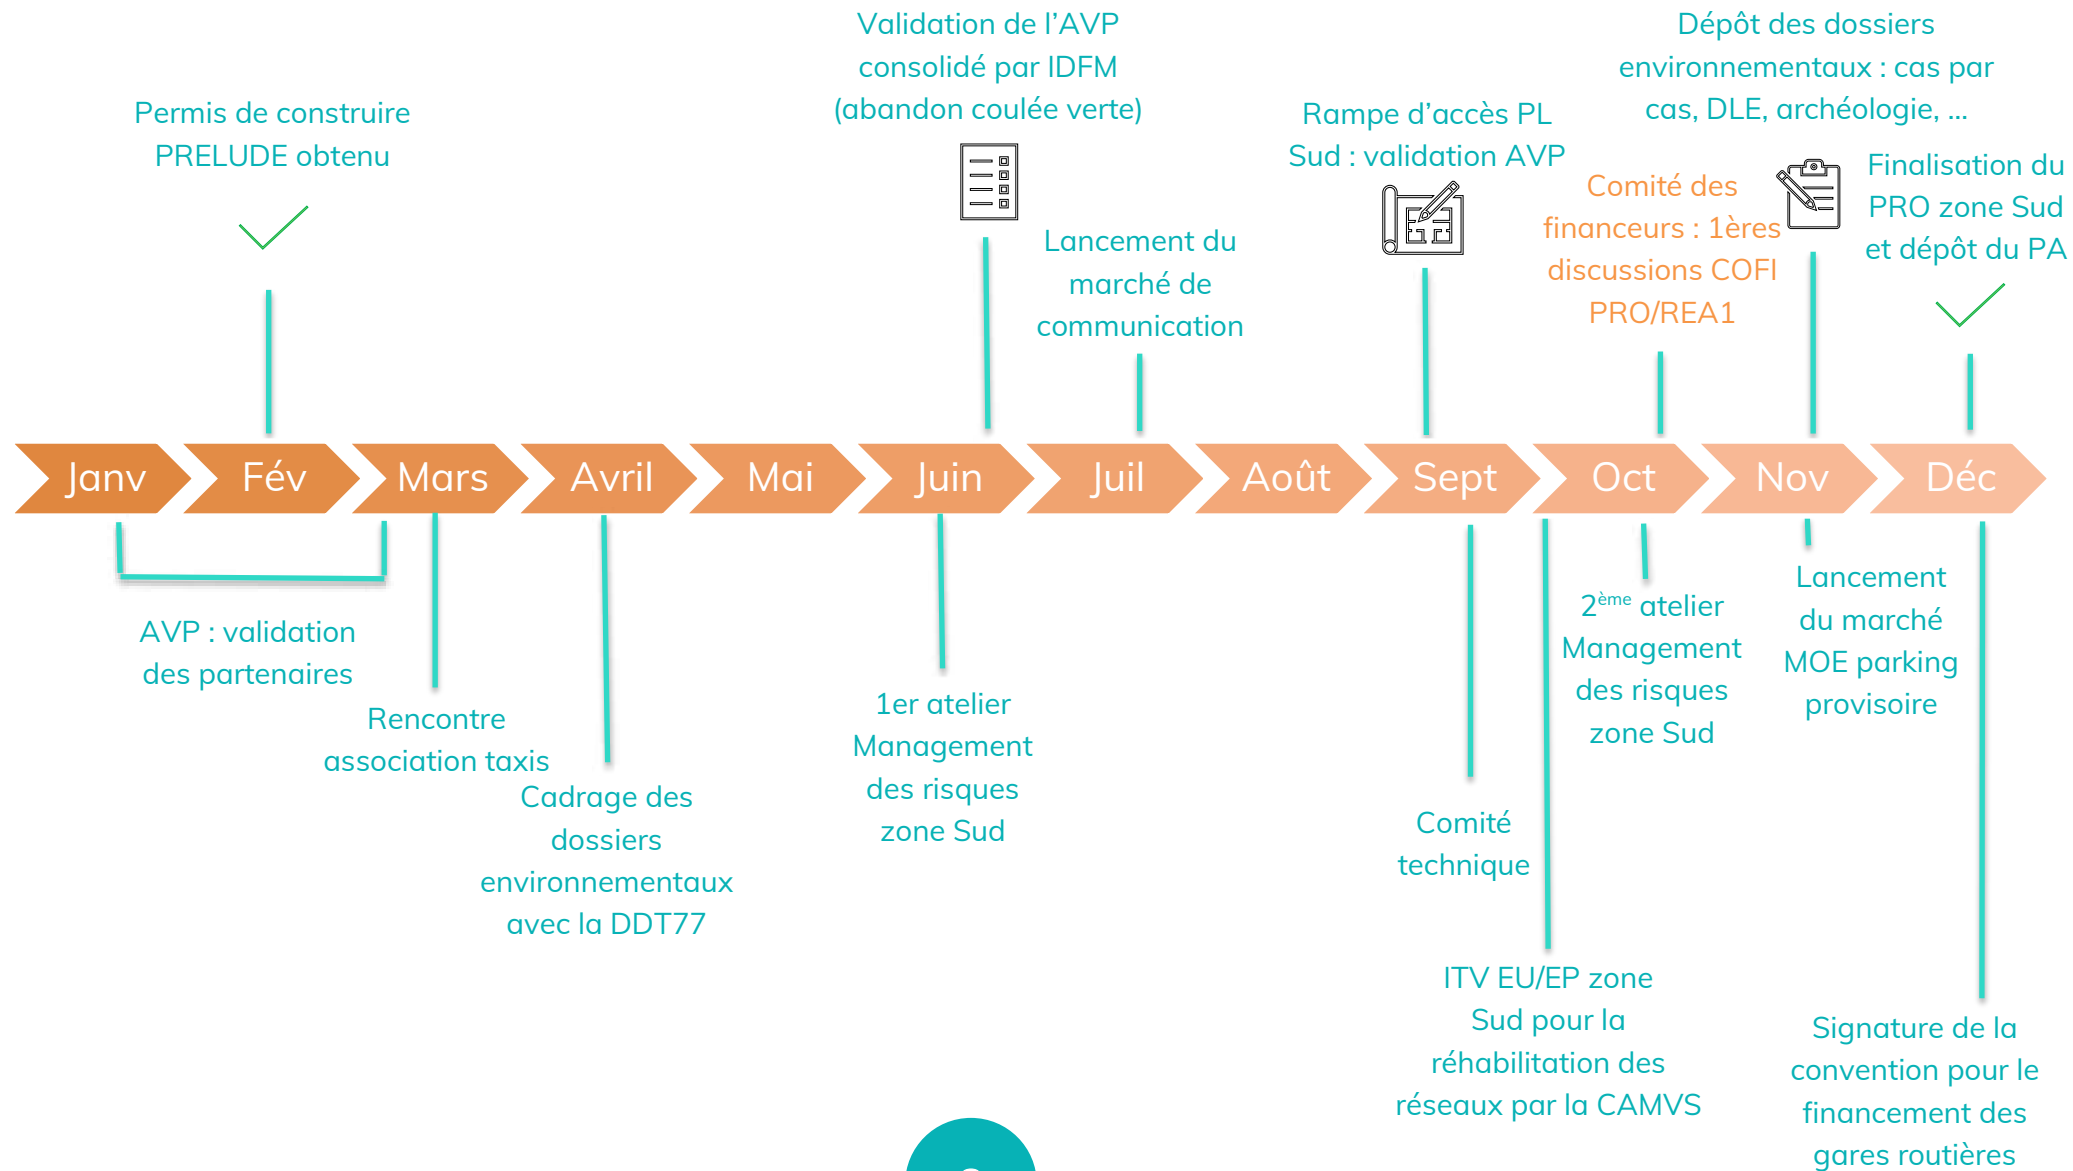 Permis de construire
PRELUDE obtenu
Validation de l'AVP
consolidé par IDFM
(abandon coulée verte)
Lancement du
marché de
communication
Rampe d'accès PL
Sud : validation AVP
Comité des
financeurs : 1ères
discussions COFI
PRO/REA1
Dépôt des dossiers
environnementaux : cas par
cas, DLE, archéologie, ...
Finalisation du
PRO zone Sud
et dépôt du PA
Janv Fév Mars Avril Mai Juin Juil Août Sept Oct Nov Déc
AVP : validation
des partenaires
Rencontre
association taxis
Cadrage des
dossiers
environnementaux
avec la DDT77
1er atelier
Management
des risques
zone Sud
Comité
technique
ITV EU/EP zone
Sud pour la
réhabilitation des
réseaux par la CAMVS
2ème atelier
Management
des risques
zone Sud
Lancement
du marché
MOE parking
provisoire
Signature de la
convention pour le
financement des
gares routières